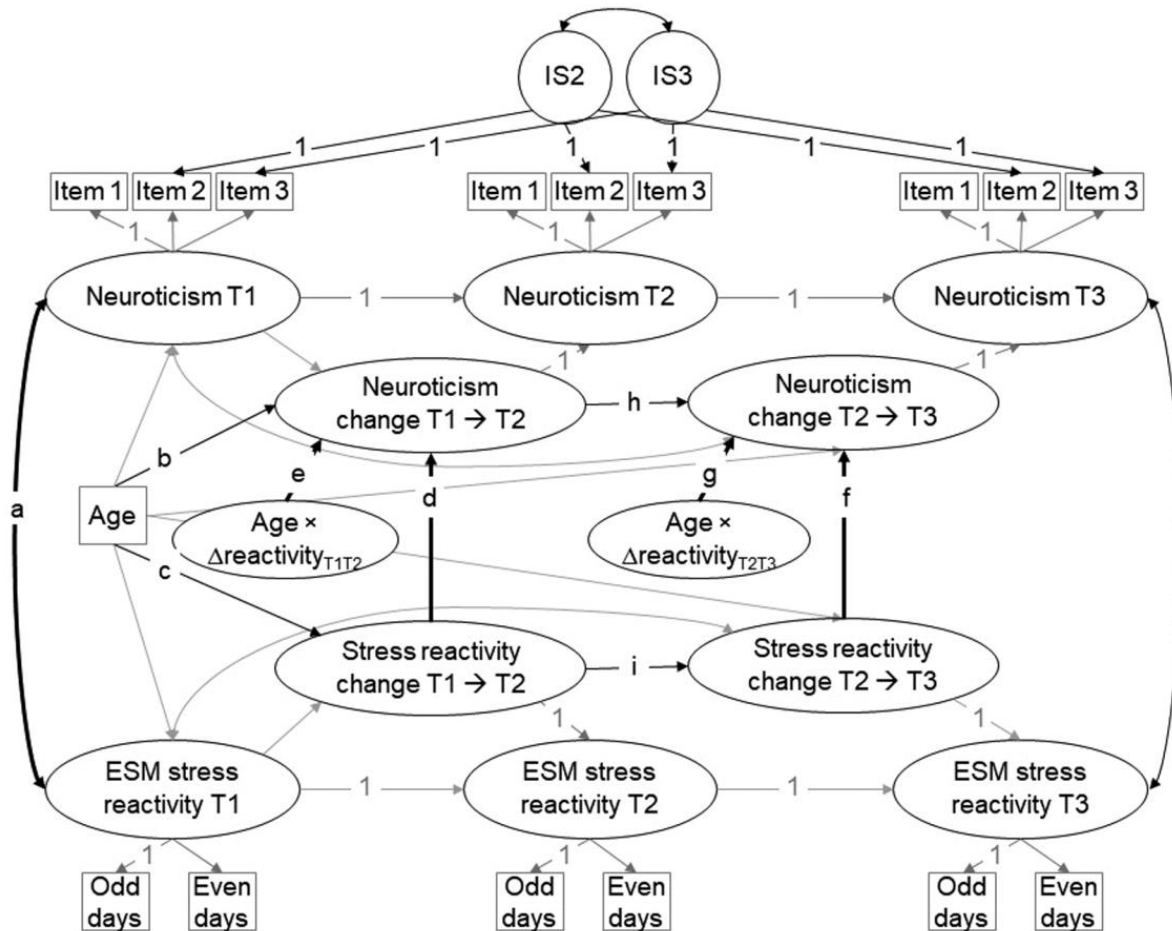 IS2 IS3
1 1 1 1 1 1
Item 1 Item 2 Item 3 Item 1 Item 2 Item 3 Item 1 Item 2 Item 3
1 1 1
Neuroticism T1 1 Neuroticism T2 1 Neuroticism T3
1 1
Neuroticism
change T1 → T2
h
Neuroticism
change T2 → T3
b e d g f
a
Age
Age ×
Δreactivity_T1T2
Age ×
Δreactivity_T2T3
c
Stress reactivity
change T1 → T2
i
Stress reactivity
change T2 → T3
1 1
ESM stress
reactivity T1
1
ESM stress
reactivity T2
1
ESM stress
reactivity T3
1 1 1
Odd
days
Even
days
Odd
days
Even
days
Odd
days
Even
days